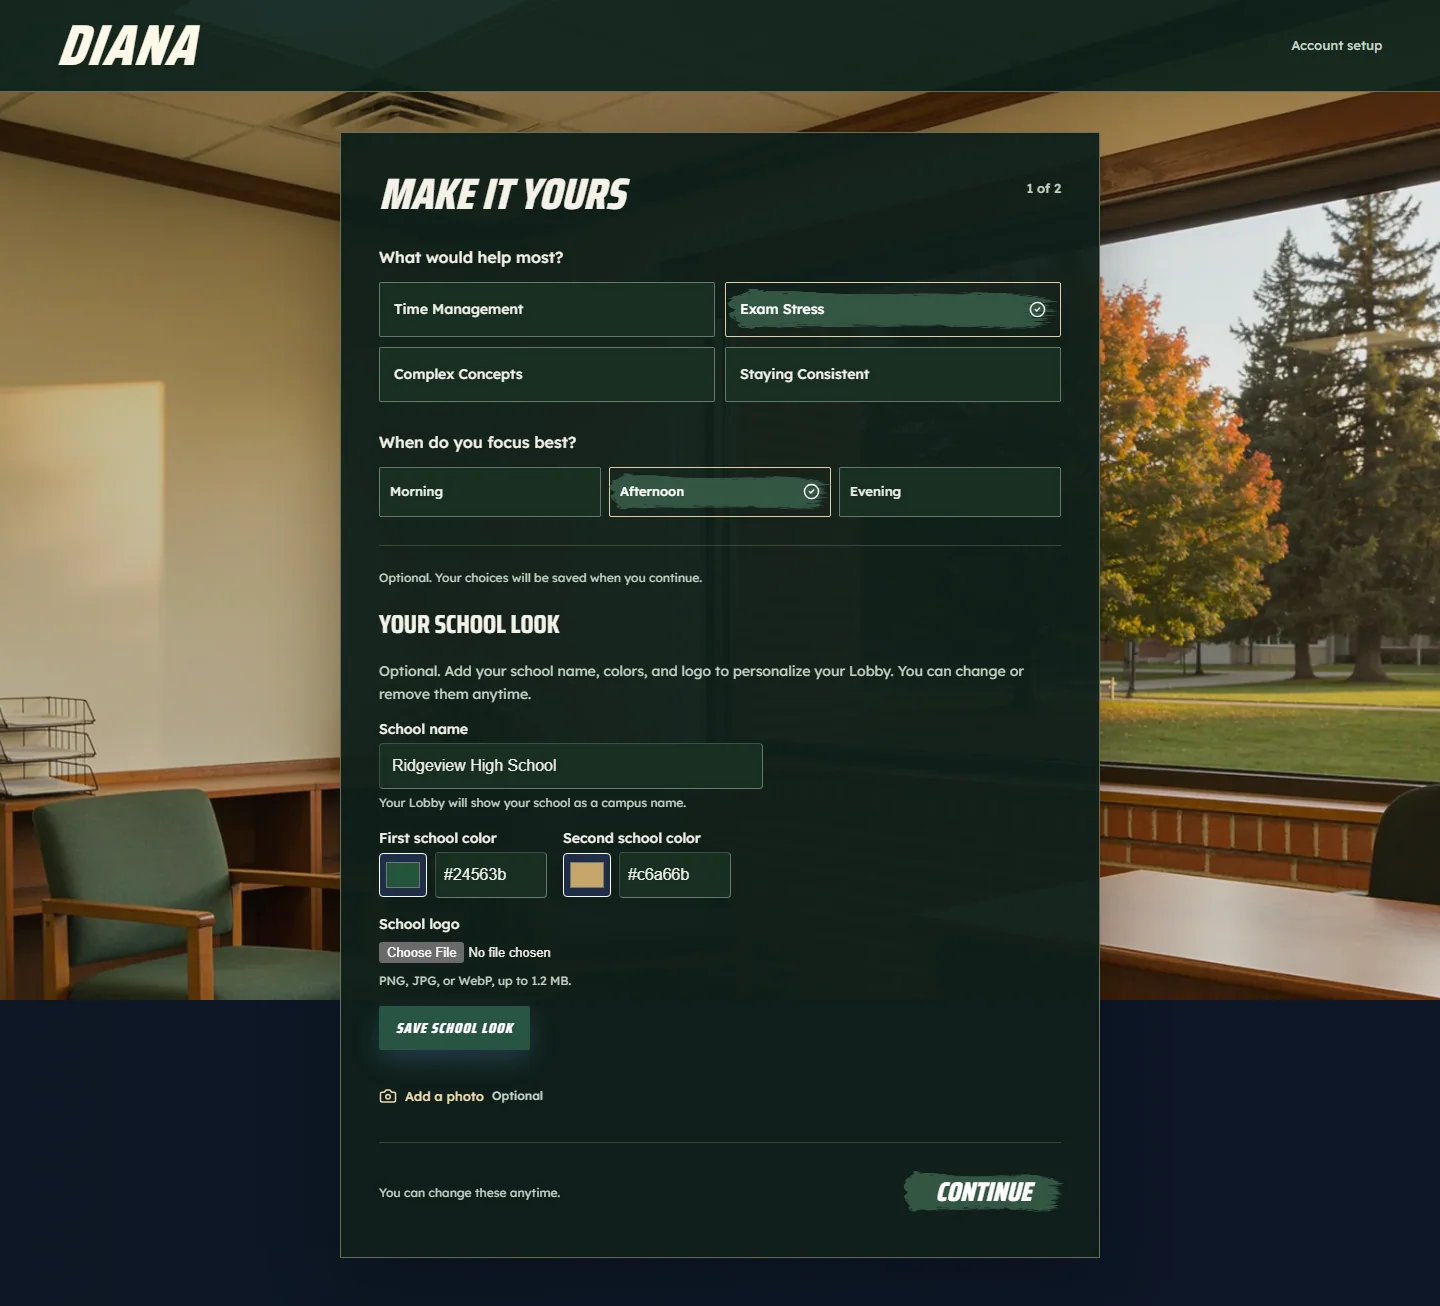 DIANA
Account setup
MAKE IT YOURS
1 of 2
What would help most?
Time Management
Exam Stress
Complex Concepts
Staying Consistent
When do you focus best?
Morning
Afternoon
Evening
Optional. Your choices will be saved when you continue.
YOUR SCHOOL LOOK
Optional. Add your school name, colors, and logo to personalize your Lobby. You can change or
remove them anytime.
School name
Ridgeview High School
Your Lobby will show your school as a campus name.
First school color
Second school color
#24563b
#c6a66b
School logo
Choose File No file chosen
PNG, JPG, or WebP, up to 1.2 MB.
SAVE SCHOOL LOOK
Add a photo Optional
You can change these anytime.
CONTINUE